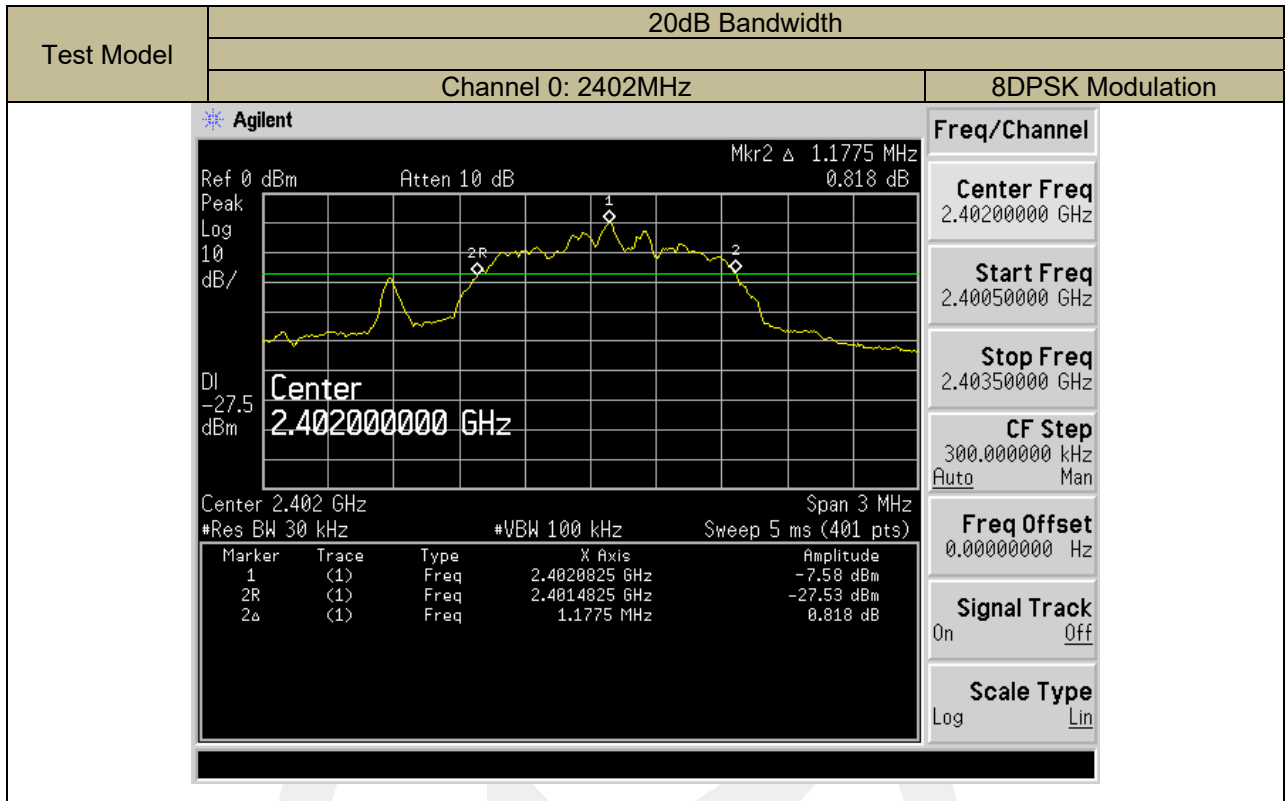 Test Model
20dB Bandwidth
Channel 0: 2402MHz
8DPSK Modulation
Agilent
Freq/Channel
Mkr2 Δ 1.1775 MHz
Ref 0 dBm Atten 10 dB 0.818 dB
Peak
Log
10
dB/
1
2R
2
DI
-27.5
dBm
Center
2.402000000 GHz
Center 2.402 GHz Span 3 MHz
#Res BW 30 kHz #VBW 100 kHz Sweep 5 ms (401 pts)
Marker Trace Type X Axis Amplitude
1 (1) Freq 2.4020825 GHz -7.58 dBm
2R (1) Freq 2.4014825 GHz -27.53 dBm
2Δ (1) Freq 1.1775 MHz 0.818 dB
Center Freq
2.40200000 GHz
Start Freq
2.40050000 GHz
Stop Freq
2.40350000 GHz
CF Step
300.000000 kHz
Auto Man
Freq Offset
0.00000000 Hz
Signal Track
On Off
Scale Type
Log Lin